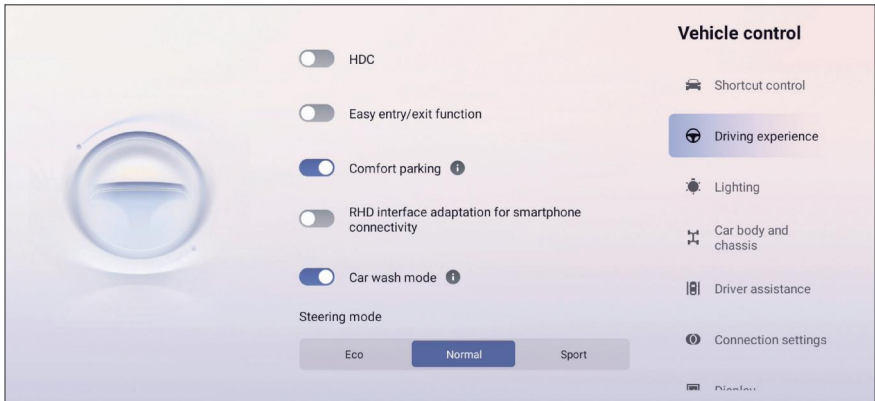 Vehicle control
HDC
Easy entry/exit function
Comfort parking
RHD interface adaptation for smartphone
connectivity
Car wash mode
Steering mode
Eco
Normal
Sport
Shortcut control
Driving experience
Lighting
Car body and
chassis
Driver assistance
Connection settings